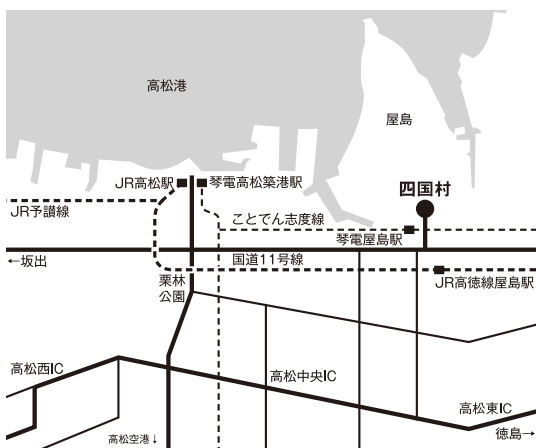 高松港
屋島
JR高松駅
琴電高松築港駅
四国村
JR予讃線
ことでん志度線
琴電屋島駅
←坂出
国道11号線
栗林
公園
JR高徳線屋島駅
高松西IC
高松中央IC
高松東IC
徳島→
高松空港↓